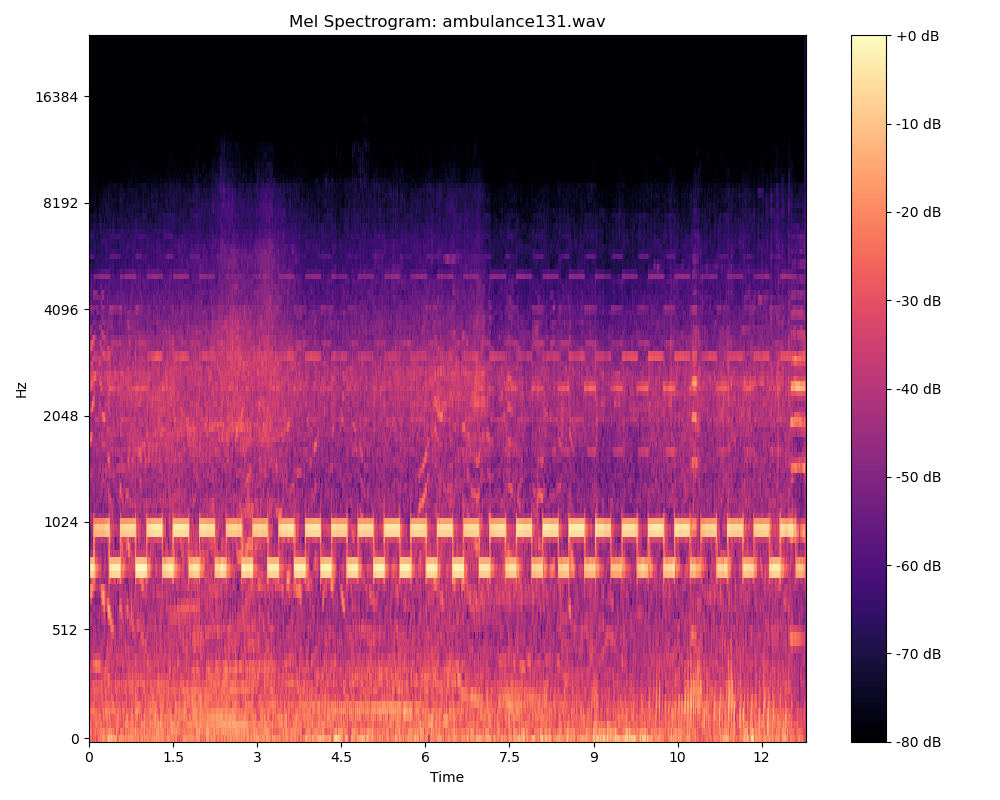 Mel Spectrogram: ambulance131.wav
+0 dB
16384
-10 dB
8192
-20 dB
4096
-30 dB
Hz
-40 dB
2048
-50 dB
1024
-60 dB
512
-70 dB
0
-80 dB
0 1.5 3 4.5 6 7.5 9 10 12
Time